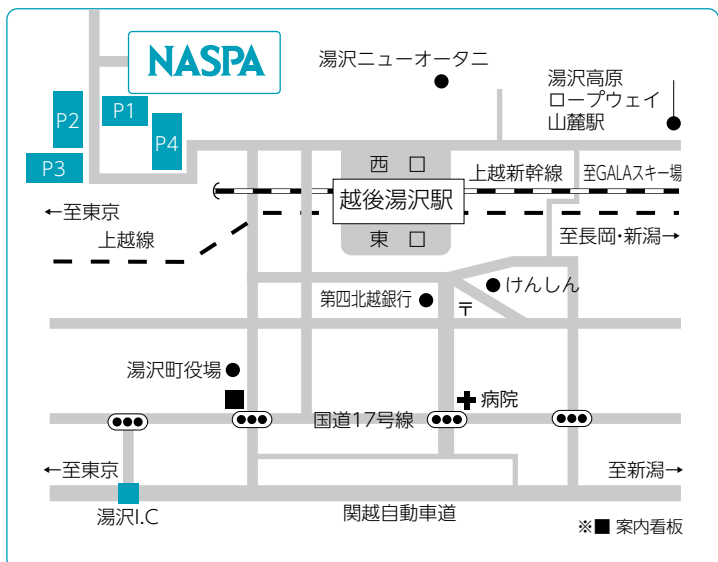 NASPA
湯沢ニューオータニ
湯沢高原
ロープウェイ
山麓駅
P1
P2
P4
P3
西 口
上越新幹線
至GALAスキー場
越後湯沢駅
←至東京
上越線
東 口
至長岡・新潟→
けんしん
第四北越銀行
〒
湯沢町役場
病院
国道17号線
←至東京
至新潟→
湯沢I.C
関越自動車道
※■ 案内看板